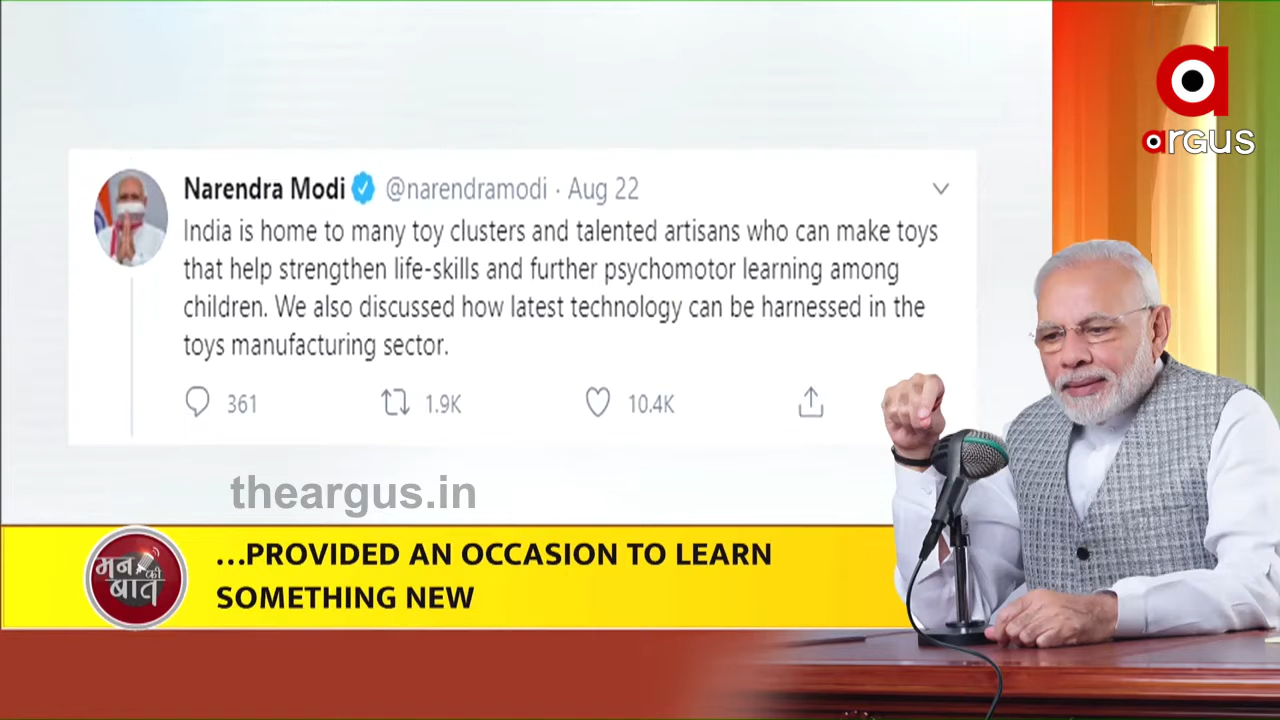 argus
Narendra Modi @narendramodi · Aug 22
India is home to many toy clusters and talented artisans who can make toys
that help strengthen life-skills and further psychomotor learning among
children. We also discussed how latest technology can be harnessed in the
toys manufacturing sector.
361 1.9K 10.4K
theargus.in
मन की बात
...PROVIDED AN OCCASION TO LEARN
SOMETHING NEW